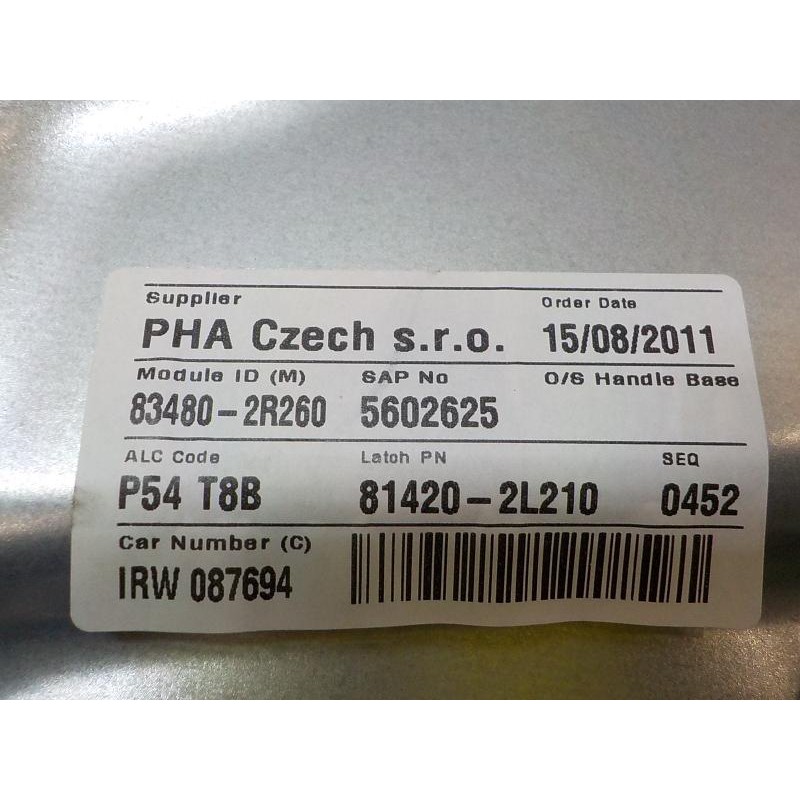 Supplier Order Date
PHA Czech s.r.o. 15/08/2011
Module ID (M) SAP No O/S Handle Base
83480-2R260 5602625
ALC Code Latch PN SEQ
P54 T8B 81420-2L210 0452
Car Number (C)
IRW 087694